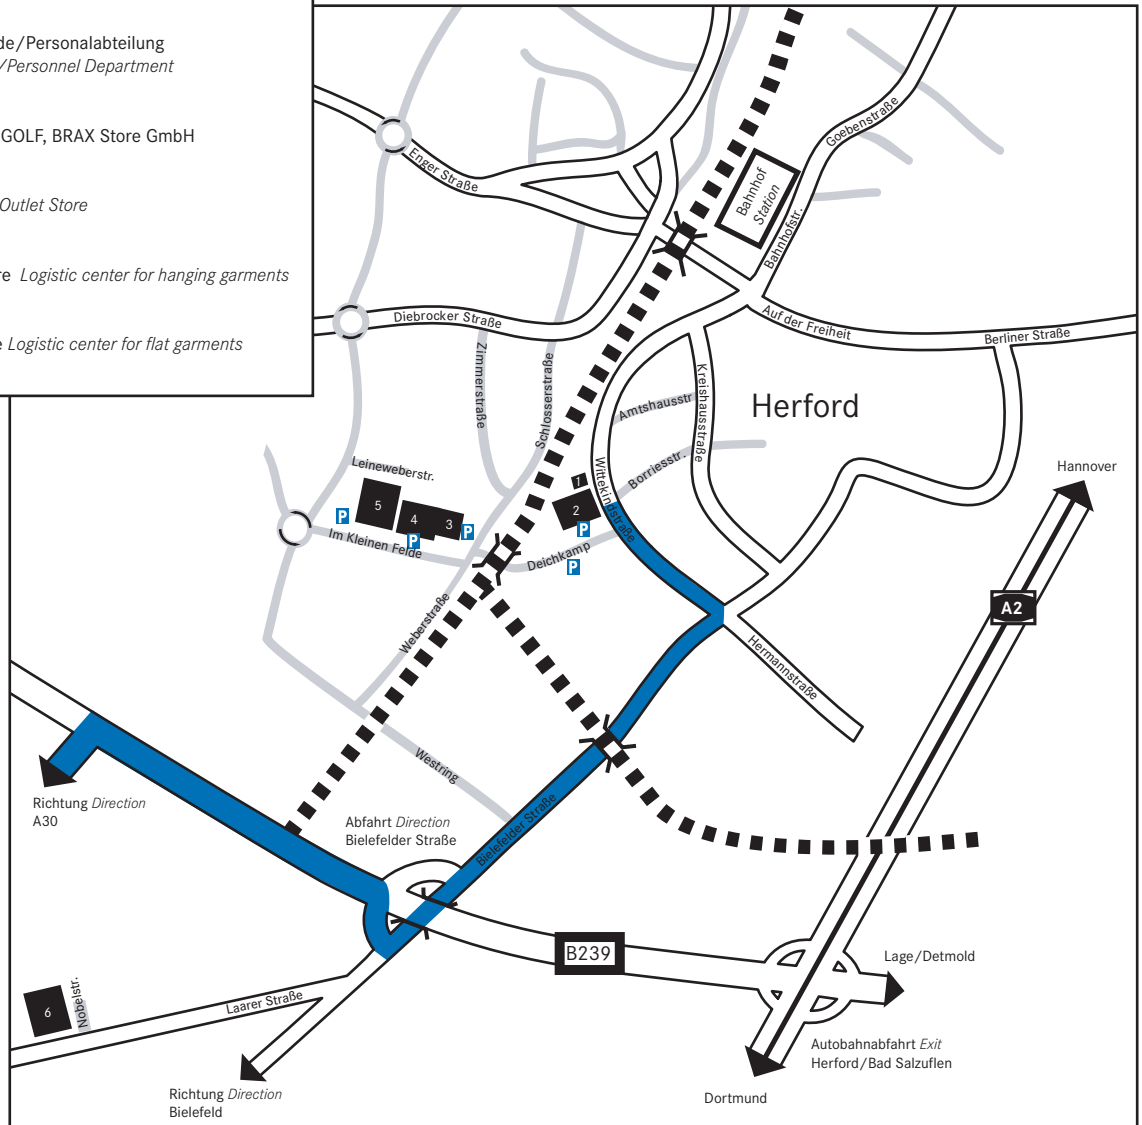 de/Personalabteilung
/Personnel Department
GOLF, BRAX Store GmbH
Outlet Store
re Logistic center for hanging garments
e Logistic center for flat garments
Enger Straße
Goebenstraße
Bahnhof
Station
Bahnhofstr.
Diebrocker Straße
Auf der Freiheit
Berliner Straße
Zimmerstraße
Schlosserstraße
Kreishausstraße
Amtshausstr
Herford
Leineweberstr.
Wittekindstraße
Borriesstr.
Hannover
1
2
5
4
3
P
P
P
P
P
Im Kleinen Felde
Deichkamp
Weberstraße
A2
Hermannstraße
Westring
Richtung Direction
A30
Abfahrt Direction
Bielefelder Straße
Bielefelder Straße
B239
Lage/Detmold
6
Nobelstr.
Laarer Straße
Autobahnabfahrt Exit
Herford/Bad Salzuflen
Richtung Direction
Bielefeld
Dortmund